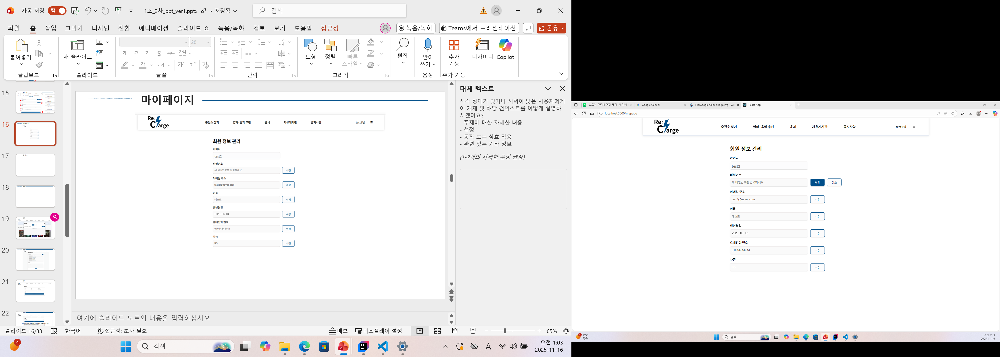 자동 저장 켬 1조_2차_ppt_ver1.pptx • 저장됨 검색
파일 홈 삽입 그리기 디자인 전환 애니메이션 슬라이드 쇼 녹음/녹화 검토 보기 도움말 접근성 녹음/녹화 Teams에서 프레젠테이션 공유
붙여넣기
클립보드
새 슬라이드
슬라이드
28
가 가 가 S 가나 가나
가 가가 가 가 가
글꼴
단락
도형 정렬 빠른 스타일
그리기
편집
받아쓰기
음성
추가 기능
추가 기능
디자이너 Copilot
15
16
17
18
19
20
21
22
마이페이지
Re:
C arge
충전소 찾기 영화·음악 추천 운세 자유게시판 공지사항 test2님 ☰
회원 정보 관리
아이디
test2
비밀번호
새 비밀번호를 입력하세요 수정
이메일 주소
test3@naver.com 수정
이름
테스트 수정
생년월일
2025-06-04 수정
휴대전화 번호
01044444444 수정
차종
K5 수정
대체 텍스트
시각 장애가 있거나 시력이 낮은 사용자에게
이 개체 및 해당 컨텍스트를 어떻게 설명하
시겠어요?
- 주제에 대한 자세한 내용
- 설정
- 동작 또는 상호 작용
- 관련 있는 기타 정보
(1-2개의 자세한 문장 권장)
여기에 슬라이드 노트의 내용을 입력하십시오
슬라이드 16/33 한국어 접근성: 조사 필요 메모 디스플레이 설정 65%
4 검색 A 오전 1:03
2025-11-16
노트북 인터넷연결 끊김 : 네이버 Google Gemini File:Google Gemini logo.svg - Wi React App
localhost:3000/mypage
Re:
C arge
충전소 찾기 영화·음악 추천 운세 자유게시판 공지사항 test2님 ☰
회원 정보 관리
아이디
test2
비밀번호
새 비밀번호를 입력하세요 저장 취소
이메일 주소
test3@naver.com 수정
이름
테스트 수정
생년월일
2025-06-04 수정
휴대전화 번호
01044444444 수정
차종
K5 수정
4 16°C
맑음
검색
오전 1:03
2025-11-16